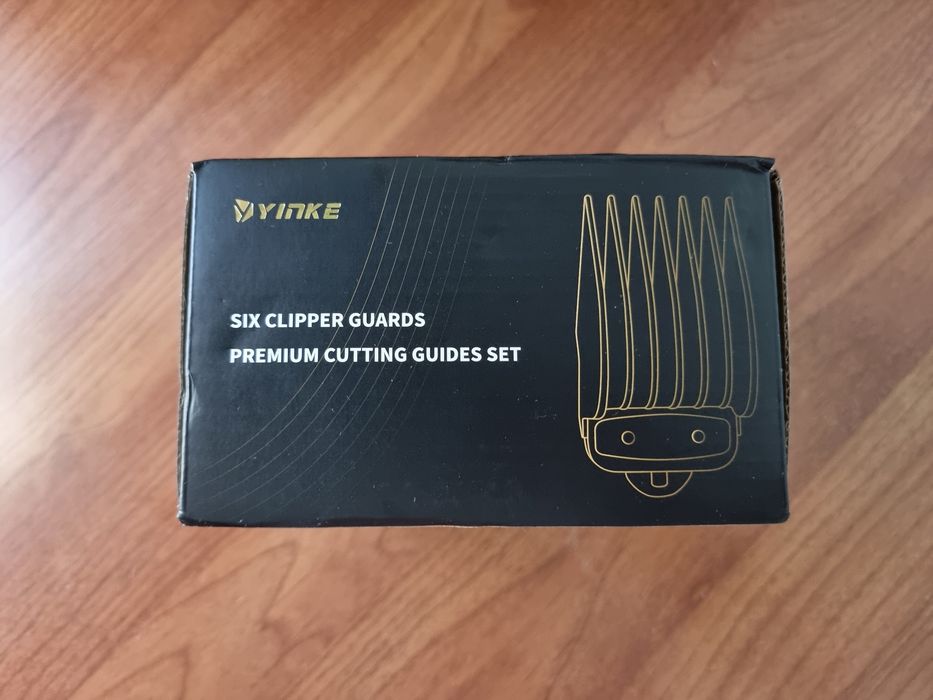 YINKE
SIX CLIPPER GUARDS
PREMIUM CUTTING GUIDES SET